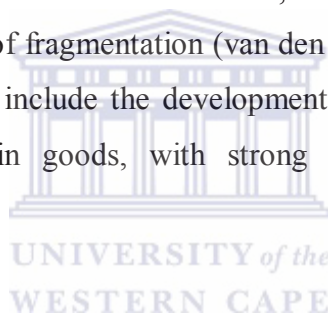 of fragmentation (van den
include the development
in goods, with strong
UNIVERSITY of the
WESTERN CAPE